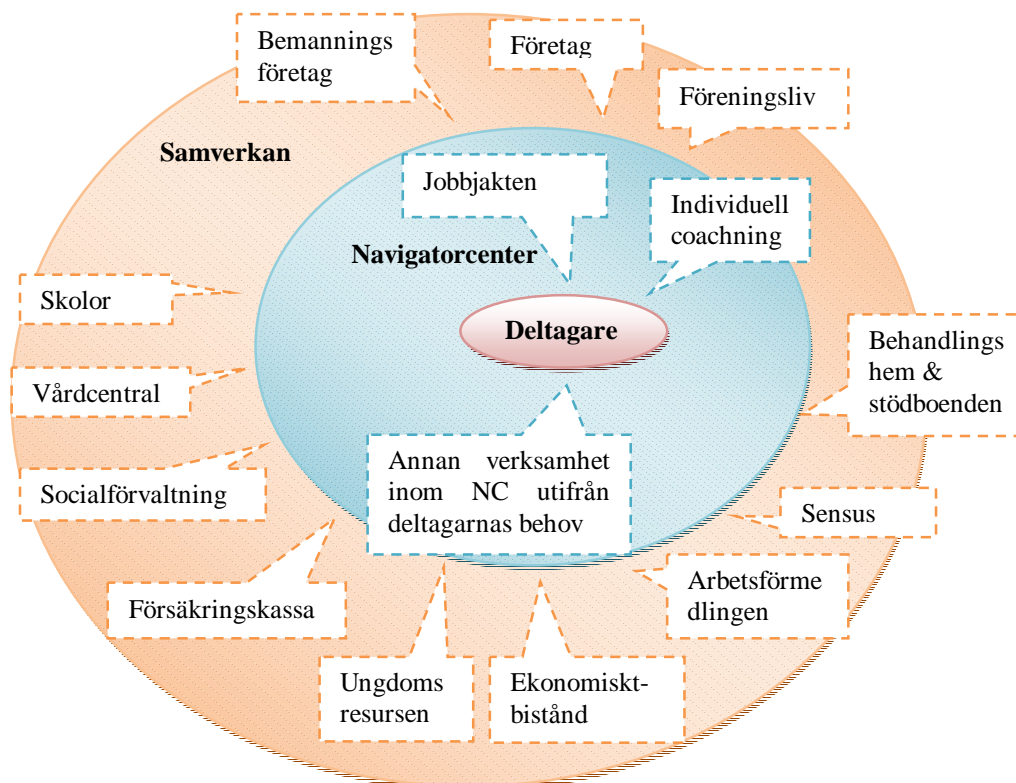 Bemannings
företag
Företag
Föreningsliv
Samverkan
Jobbjakten
Individuell
coachning
Navigatorcenter
Skolor
Deltagare
Behandlings
hem &
stödboenden
Vårdcentral
Annan verksamhet
inom NC utifrån
deltagarnas behov
Socialförvaltning
Sensus
Försäkringskassa
Arbetsförme
dlingen
Ungdoms
resursen
Ekonomiskt-
bistånd